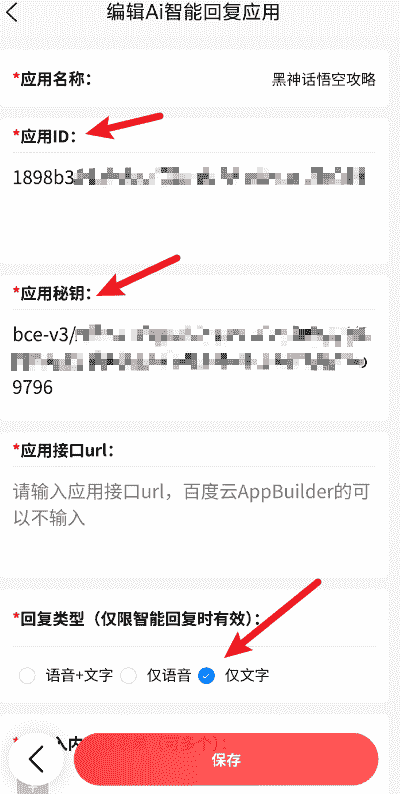 编辑Ai智能回复应用
*应用名称：
黑神话悟空攻略
*应用ID：
1898b3
*应用秘钥：
bce-v3/
9796
*应用接口url：
请输入应用接口url，百度云AppBuilder的可
以不输入
*回复类型（仅限智能回复时有效）：
语音+文字 仅语音 仅文字
保存